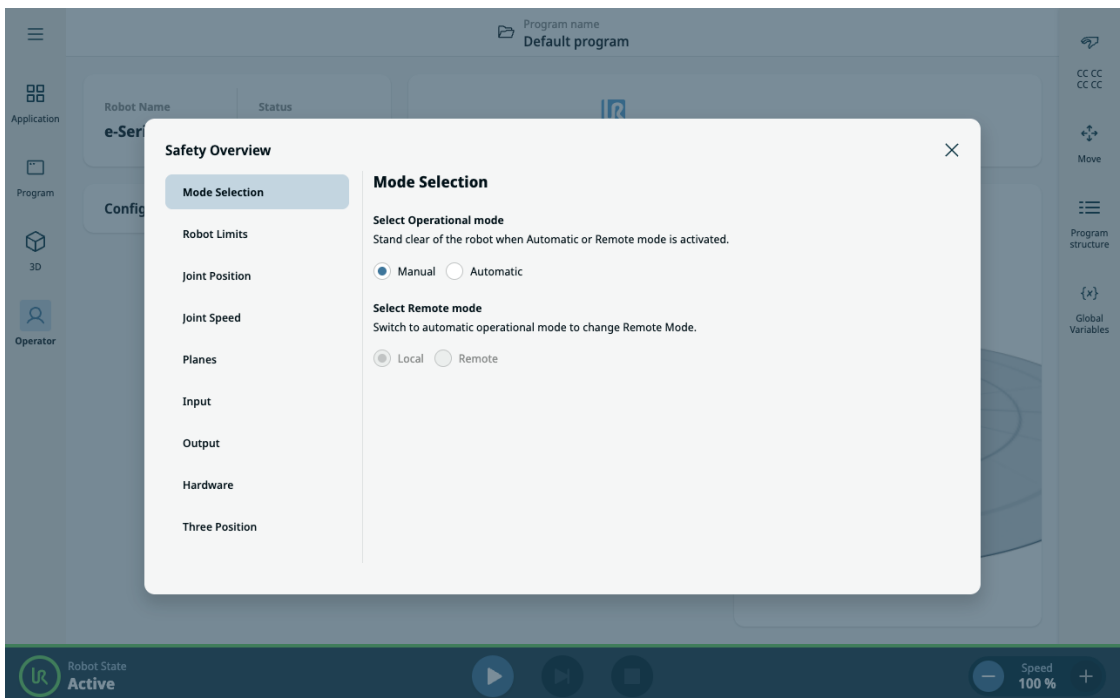 Program name
Default program
Application
Program
3D
Operator
Robot Name
Status
e-Seri
Config
Safety Overview
Mode Selection
Robot Limits
Joint Position
Joint Speed
Planes
Input
Output
Hardware
Three Position
Mode Selection
Select Operational mode
Stand clear of the robot when Automatic or Remote mode is activated.
Manual Automatic
Select Remote mode
Switch to automatic operational mode to change Remote Mode.
Local Remote
CC CC
CC CC
Move
Program
structure
{x}
Global
Variables
Robot State
Active
Speed
100 %